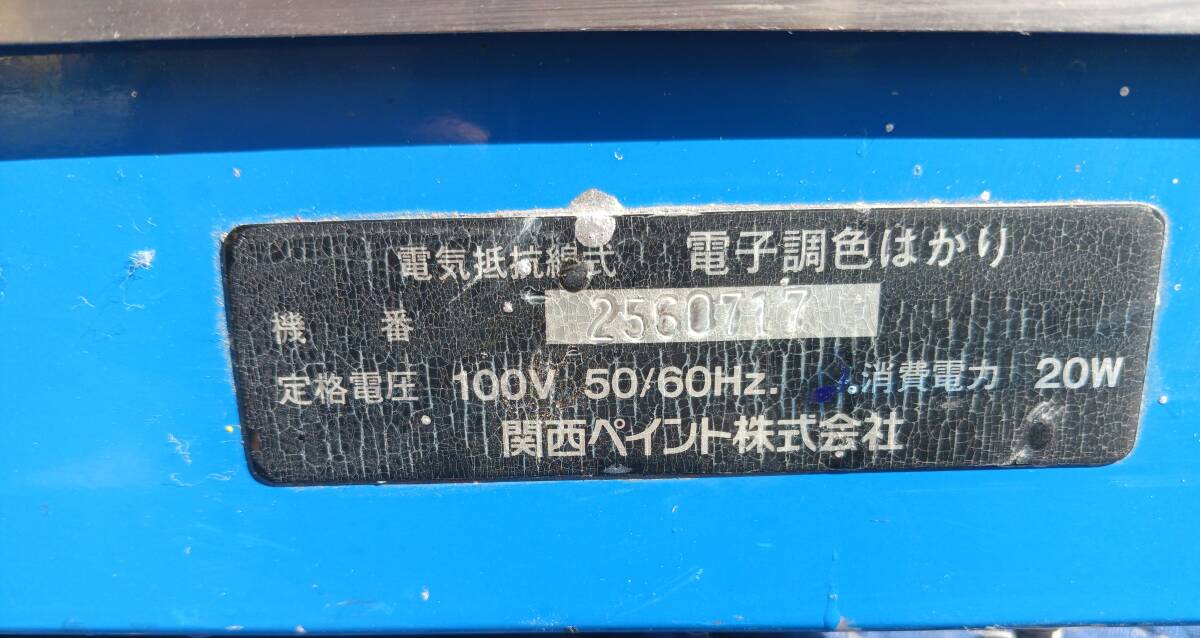 電気抵抗線式 電子調色はかり
機番 2560717
定格電圧 100V 50/60Hz. 消費電力 20W
関西ペイント株式会社